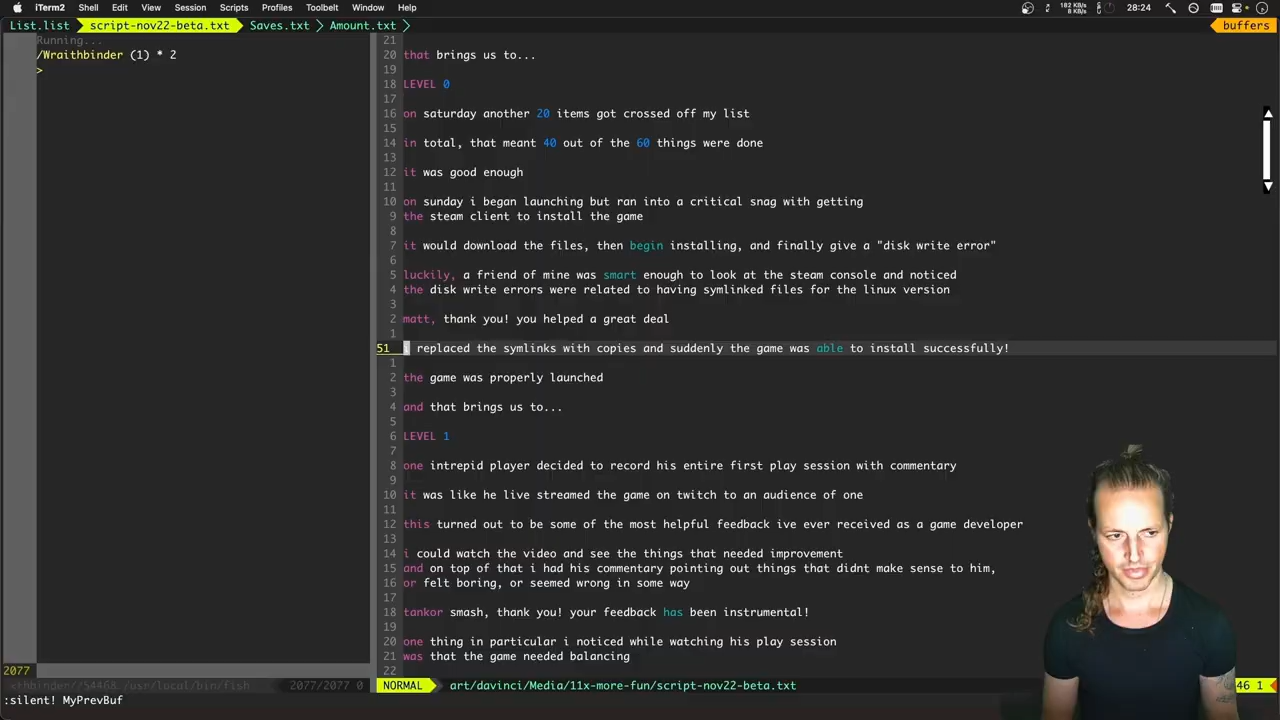 iTerm2 Shell Edit View Session Scripts Profiles Toolbelt Window Help 182 KB/s 8 KB/s 28:24
List.list script-nov22-beta.txt Saves.txt Amount.txt buffers
Running...
/Wraithbinder (1) * 2
>
21
20 that brings us to...
19
18 LEVEL 0
17
16 on saturday another 20 items got crossed off my list
15
14 in total, that meant 40 out of the 60 things were done
13
12 it was good enough
11
10 on sunday i began launching but ran into a critical snag with getting
9 the steam client to install the game
8
7 it would download the files, then begin installing, and finally give a "disk write error"
6
5 luckily, a friend of mine was smart enough to look at the steam console and noticed
4 the disk write errors were related to having symlinked files for the linux version
3
2 matt, thank you! you helped a great deal
1
51 i replaced the symlinks with copies and suddenly the game was able to install successfully!
1
2 the game was properly launched
3
4 and that brings us to...
5
6 LEVEL 1
7
8 one intrepid player decided to record his entire first play session with commentary
9
10 it was like he live streamed the game on twitch to an audience of one
11
12 this turned out to be some of the most helpful feedback ive ever received as a game developer
13
14 i could watch the video and see the things that needed improvement
15 and on top of that i had his commentary pointing out things that didnt make sense to him,
16 or felt boring, or seemed wrong in some way
17
18 tankor smash, thank you! your feedback has been instrumental!
19
20 one thing in particular i noticed while watching his play session
21 was that the game needed balancing
22
2077
<thbinder//54468:/usr/local/bin/fish 2077/2077 0 NORMAL art/davinci/Media/11x-more-fun/script-nov22-beta.txt 46 1
:silent! MyPrevBuf